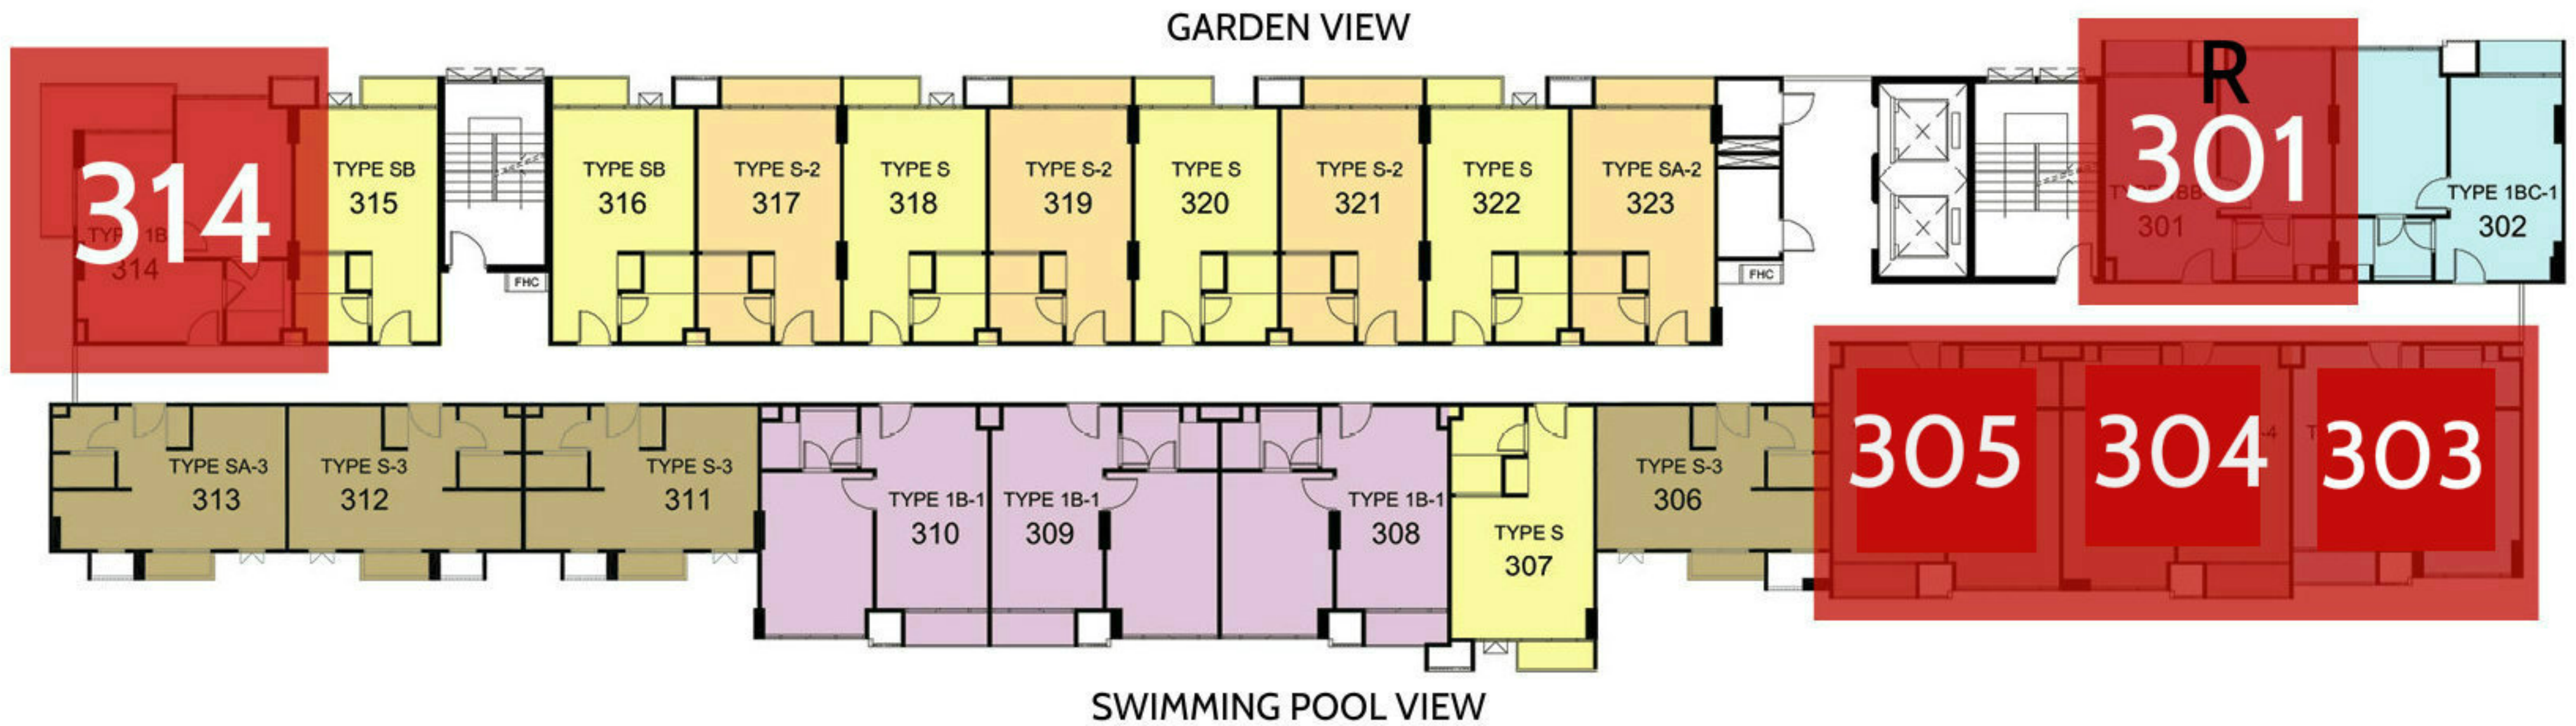 GARDEN VIEW
314
TYPE 1B
314
TYPE SB
315
FHC
TYPE SB
316
TYPE S-2
317
TYPE S
318
TYPE S-2
319
TYPE S
320
TYPE S-2
321
TYPE S
322
TYPE SA-2
323
FHC
R
301
301
TYPE 1BC-1
302
TYPE SA-3
313
TYPE S-3
312
TYPE S-3
311
TYPE 1B-1
310
TYPE 1B-1
309
TYPE 1B-1
308
TYPE S
307
TYPE S-3
306
305
304
303
SWIMMING POOL VIEW